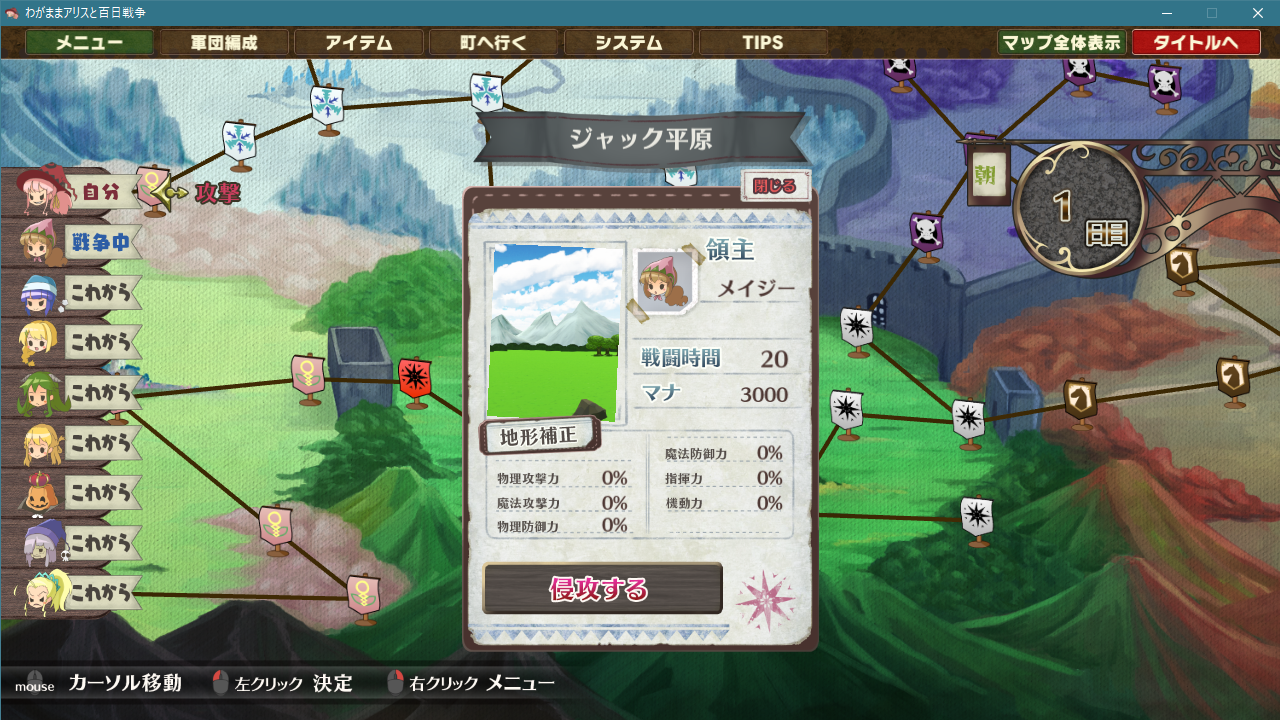 わがままアリスと百日戦争
メニュー
軍団編成
アイテム
町へ行く
システム
TIPS
マップ全体表示
タイトルへ
ジャック平原
閉じる
朝
1
日目
自分
攻撃
戦争中
これから
これから
これから
これから
これから
これから
これから
領主
メイジー
戦闘時間 20
マナ 3000
地形補正
物理攻撃力 0%
魔法攻撃力 0%
物理防御力 0%
魔法防御力 0%
指揮力 0%
機動力 0%
侵攻する
mouse カーソル移動 左クリック 決定 右クリック メニュー